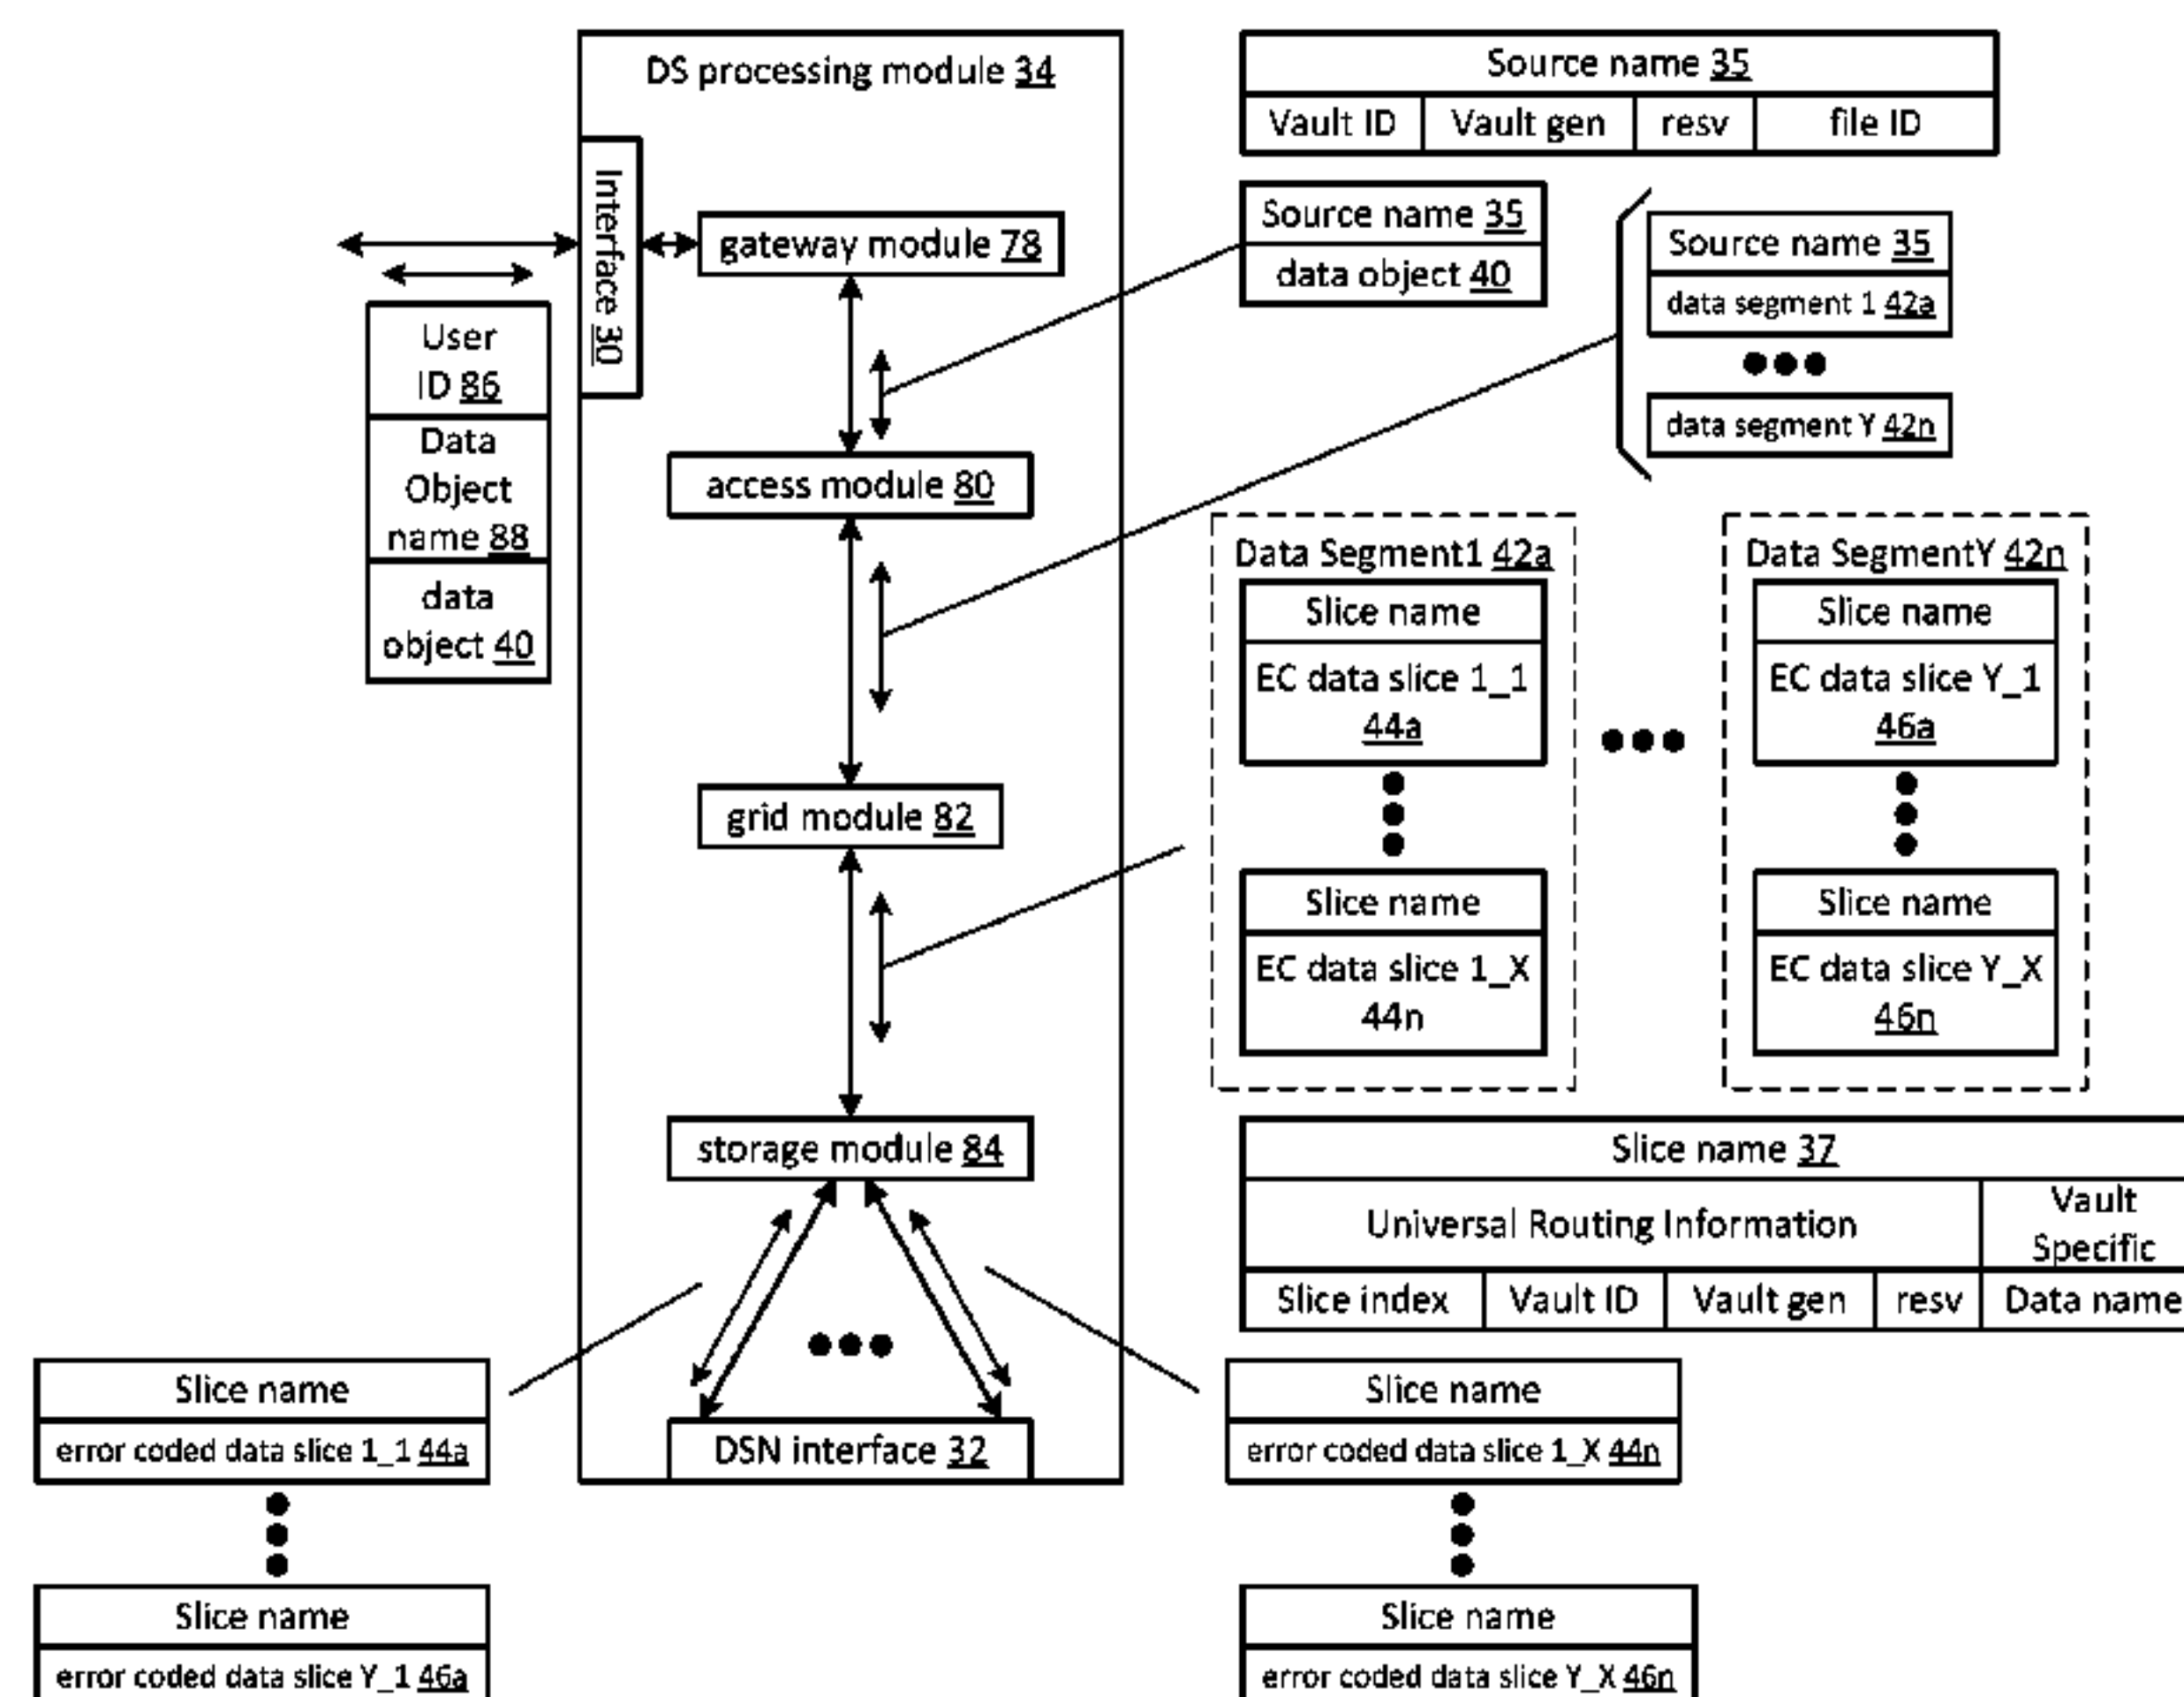 DS processing module 34
Interface 30
gateway module 78
User
ID 86
Data
Object
name 88
data
object 40
access module 80
grid module 82
storage module 84
DSN interface 32
Source name 35
Vault ID Vault gen resv file ID
Source name 35
data object 40
Source name 35
data segment 1 42a
data segment Y 42n
Data Segment1 42a
Slice name
EC data slice 1_1
44a
Slice name
EC data slice 1_X
44n
Data SegmentY 42n
Slice name
EC data slice Y_1
46a
Slice name
EC data slice Y_X
46n
Slice name 37
Universal Routing Information
Vault
Specific
Slice index Vault ID Vault gen resv Data name
Slice name
error coded data slice 1_1 44a
Slice name
error coded data slice Y_1 46a
Slice name
error coded data slice 1_X 44n
Slice name
error coded data slice Y_X 46n